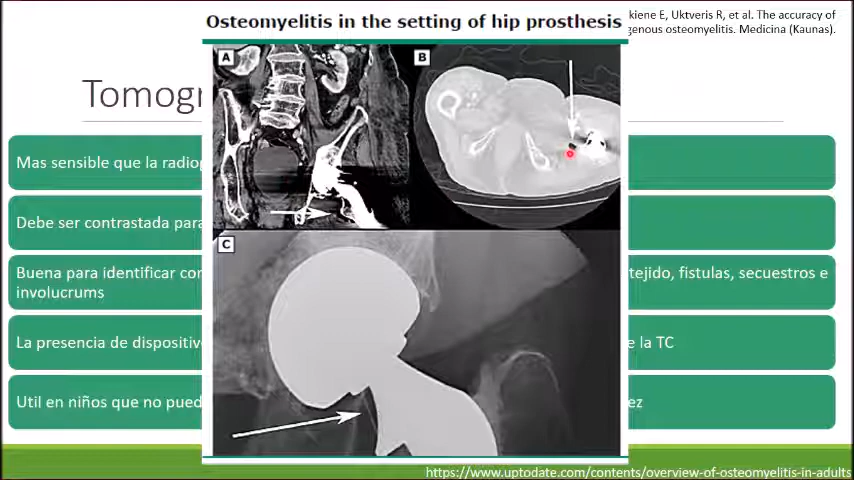 Osteomyelitis in the setting of hip prosthesis
kiene E, Uktveris R, et al. The accuracy of
genous osteomyelitis. Medicina (Kaunas).
A
B
C
Tomogr
Mas sensible que la radio
Debe ser contrastada para
Buena para identificar
tejido, fistulas, secuestros e
involucrums
La presencia de dispositiv
e la TC
Util en niños que no pued
ez
https://www.uptodate.com/contents/overview-of-osteomyelitis-in-adults